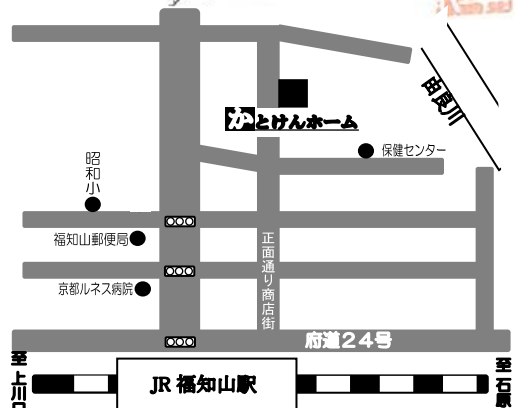 由良川
かとけんホーム
保健センター
昭和小
福知山郵便局
正面通り商店街
京都ルネス病院
府道24号
至上川口
JR 福知山駅
至石原